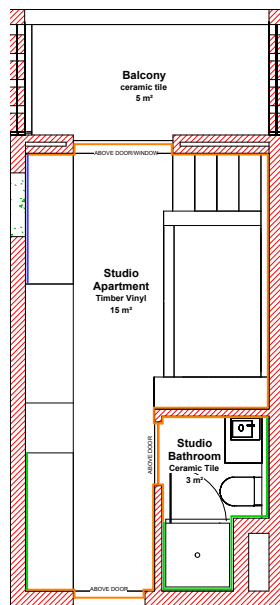 Balcony
ceramic tile
5 m²
ABOVE DOOR/WINDOW
Studio
Apartment
Timber Vinyl
15 m²
ABOVE DOOR
Studio
Bathroom
Ceramic Tile
3 m²
ABOVE DOOR